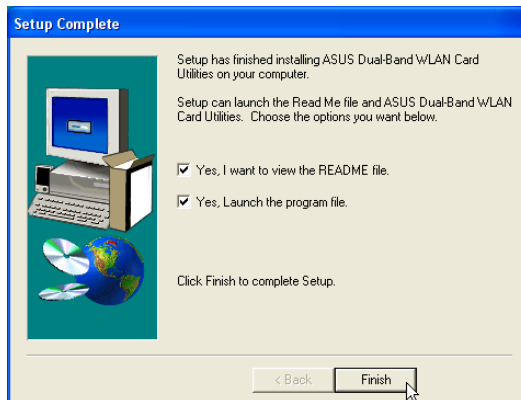 Setup Complete
Setup has finished installing ASUS Dual-Band WLAN Card
Utilities on your computer.
Setup can launch the Read Me file and ASUS Dual-Band WLAN
Card Utilities. Choose the options you want below.
Yes, I want to view the README file.
Yes, Launch the program file.
Click Finish to complete Setup.
< Back
Finish